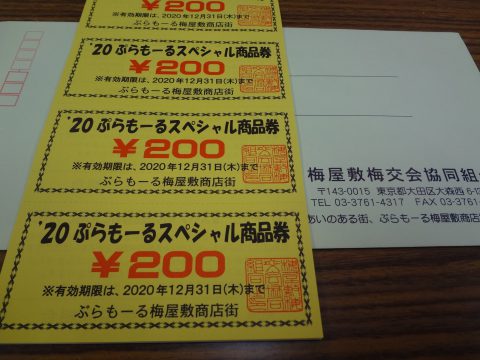 ￥200
※有効期限は、2020年12月31日(木)まで
ぷらもーる梅屋敷商店街
'20 ぷらもーるスペシャル商品券
￥200
※有効期限は、2020年12月31日(木)まで
ぷらもーる梅屋敷商店街
'20 ぷらもーるスペシャル商品券
￥200
※有効期限は、2020年12月31日(木)まで
ぷらもーる梅屋敷商店街
'20 ぷらもーるスペシャル商品券
￥200
※有効期限は、2020年12月31日(木)まで
ぷらもーる梅屋敷商店街
梅屋敷梅交会協同組
〒143-0015 東京都大田区大森西 6-1
TEL 03-3761-4317 FAX 03-3761-
あいのある街、ぷらもーる梅屋敷商店